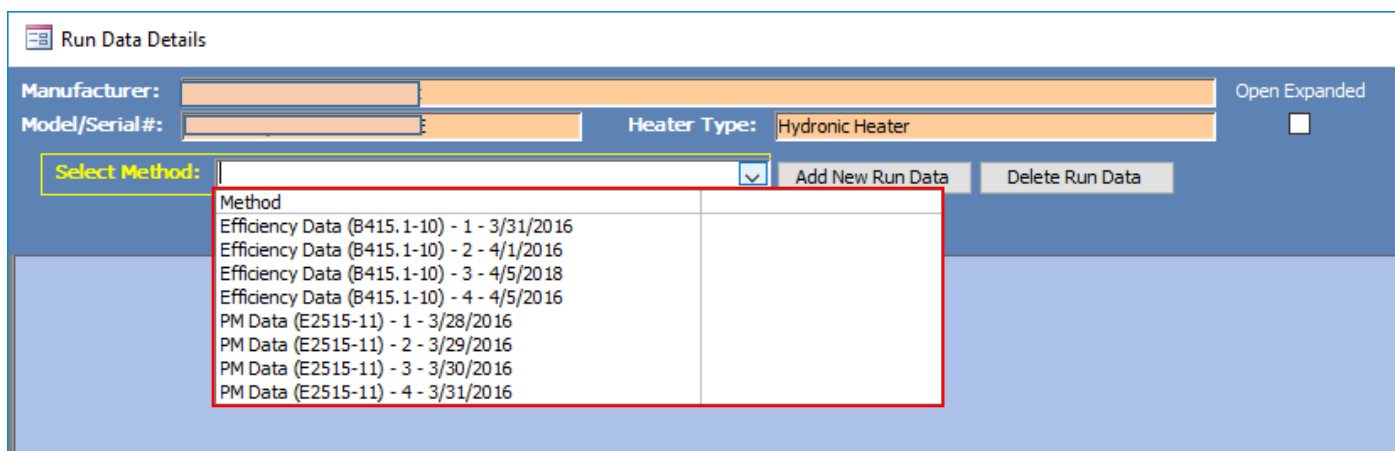 Run Data Details
Manufacturer:
Open Expanded
Model/Serial#:
Heater Type: Hydronic Heater
Select Method:
Add New Run Data
Delete Run Data
Method
Efficiency Data (B415.1-10) - 1 - 3/31/2016
Efficiency Data (B415.1-10) - 2 - 4/1/2016
Efficiency Data (B415.1-10) - 3 - 4/5/2018
Efficiency Data (B415.1-10) - 4 - 4/5/2016
PM Data (E2515-11) - 1 - 3/28/2016
PM Data (E2515-11) - 2 - 3/29/2016
PM Data (E2515-11) - 3 - 3/30/2016
PM Data (E2515-11) - 4 - 3/31/2016